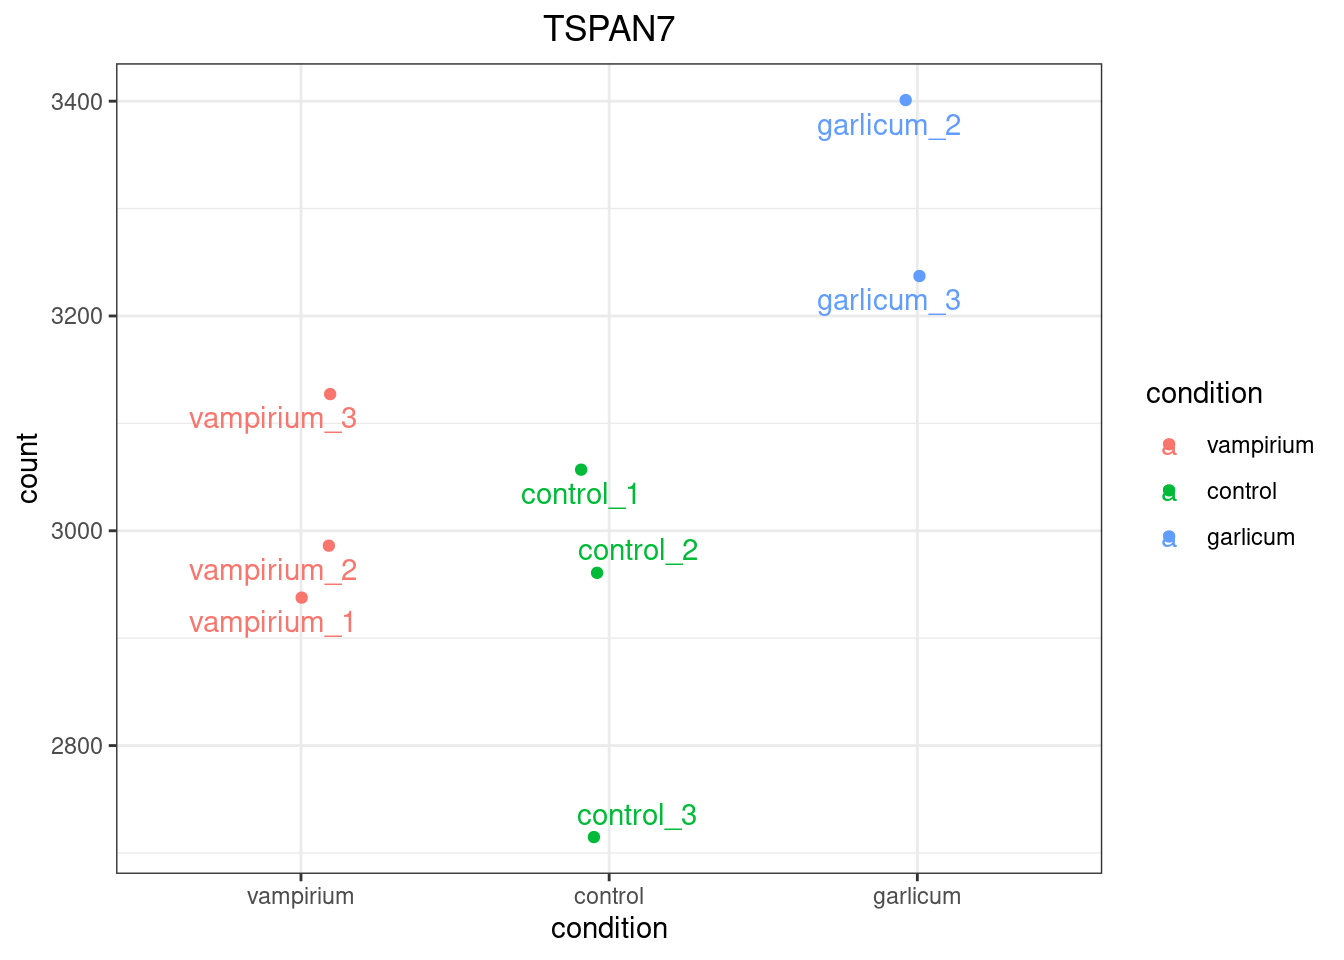 TSPAN7
3400
garlicum_2
garlicum_3
3200
vampirium_3
control_1
3000
control_2
vampirium_2
vampirium_1
2800
control_3
count
vampirium control garlicum
condition
condition
a vampirium
a control
a garlicum